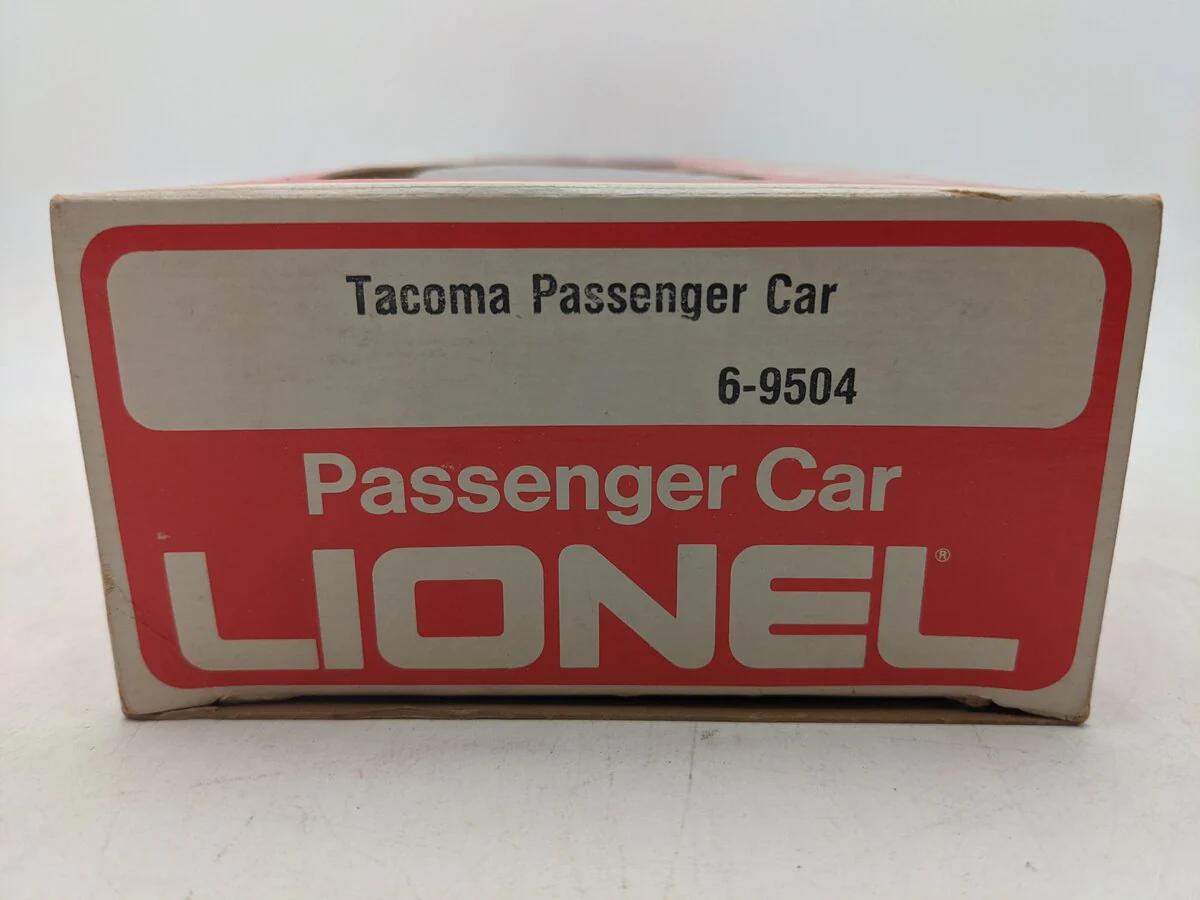 Tacoma Passenger Car
6-9504
Passenger Car
LIONEL®